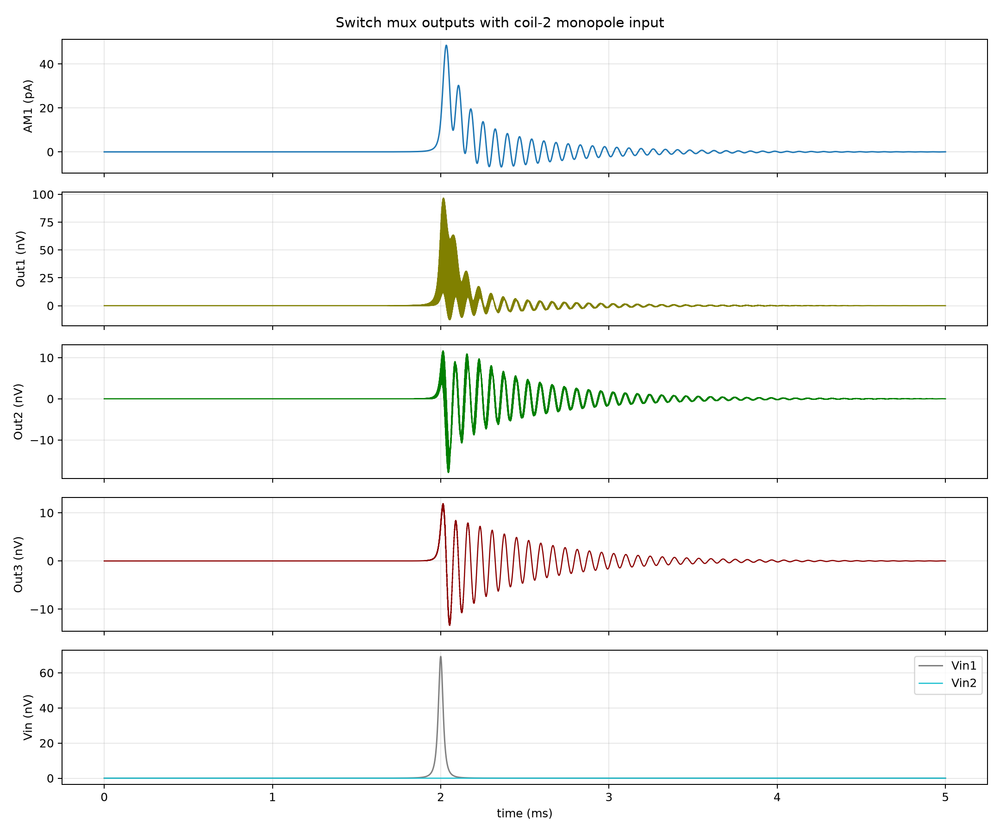 Switch mux outputs with coil-2 monopole input
AM1 (pA)
40
20
0
Out1 (nV)
100
75
50
25
0
Out2 (nV)
10
0
−10
Out3 (nV)
10
0
−10
Vin (nV)
60
40
20
0
Vin1
Vin2
0 1 2 3 4 5
time (ms)